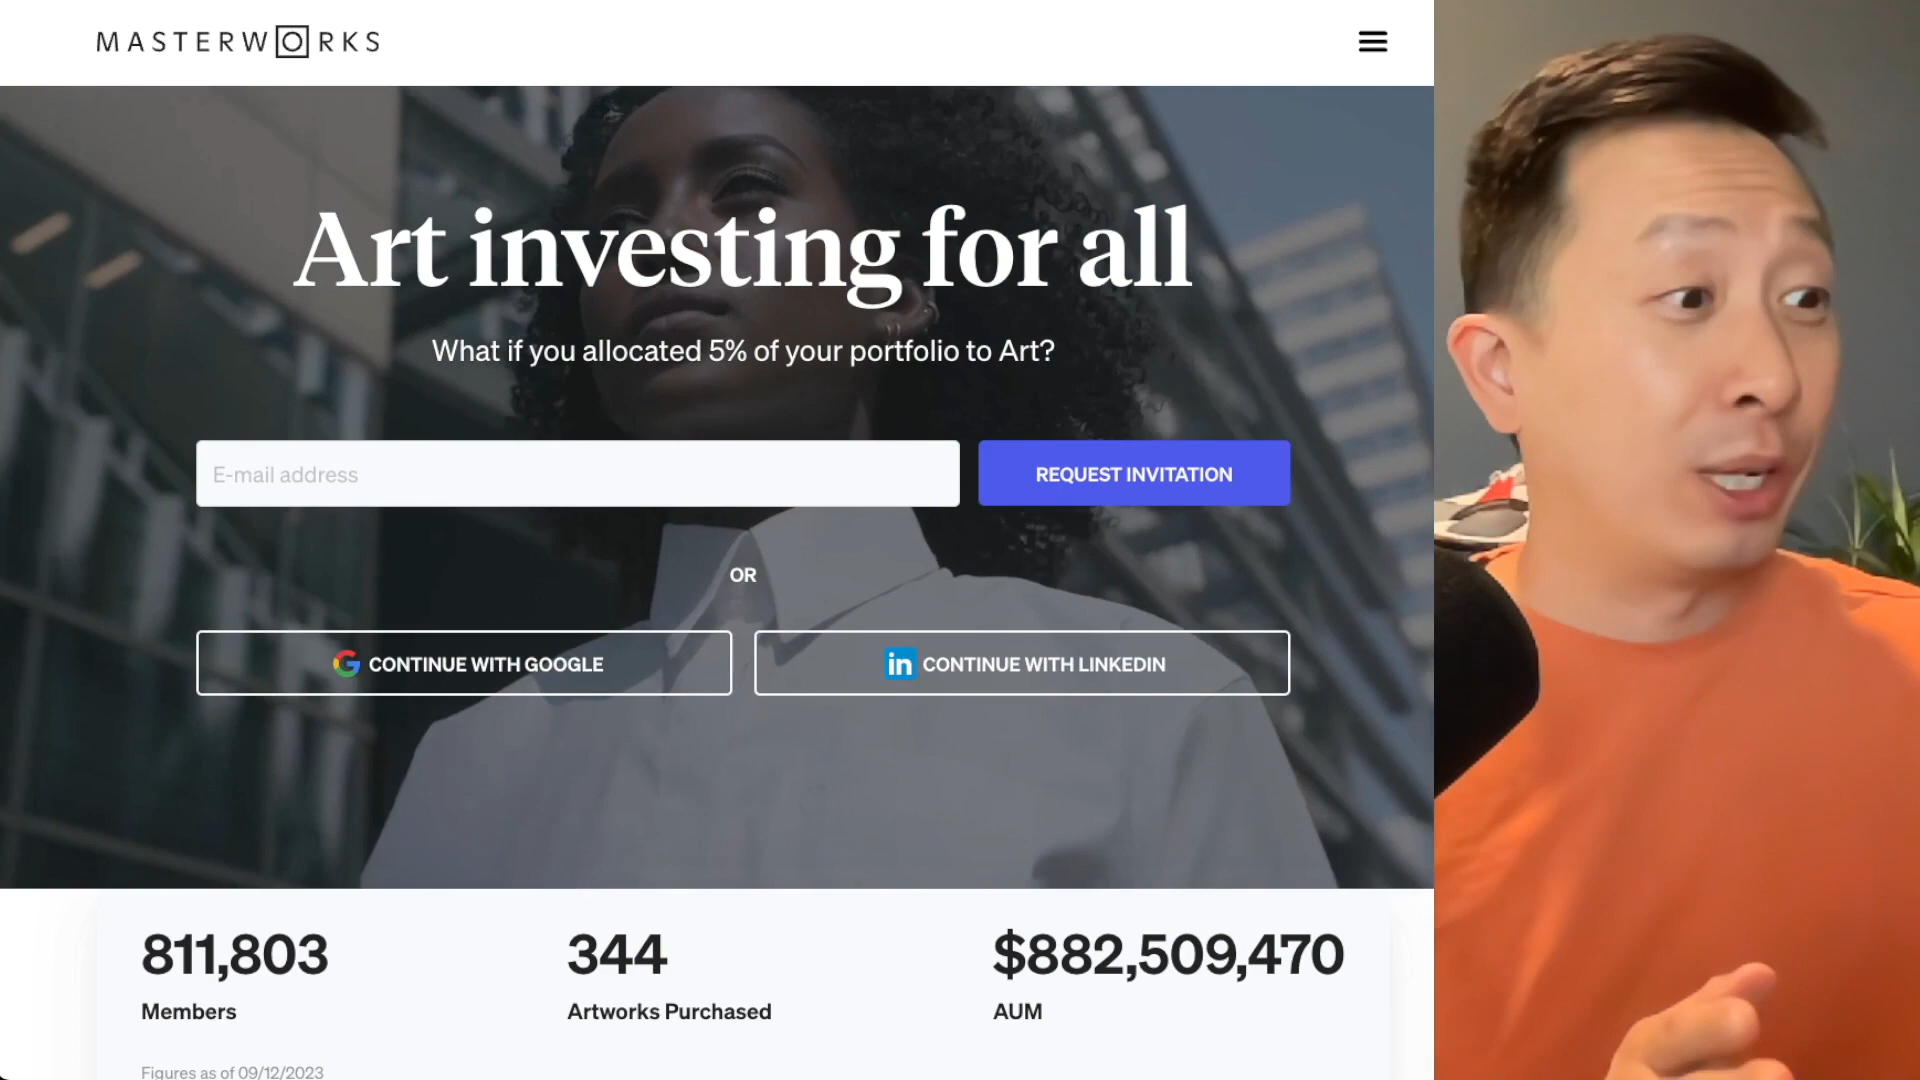 MASTERWORKS
Art investing for all
What if you allocated 5% of your portfolio to Art?
E-mail address
REQUEST INVITATION
OR
CONTINUE WITH GOOGLE
in CONTINUE WITH LINKEDIN
811,803
Members
344
Artworks Purchased
$882,509,470
AUM
Figures as of 09/12/2023